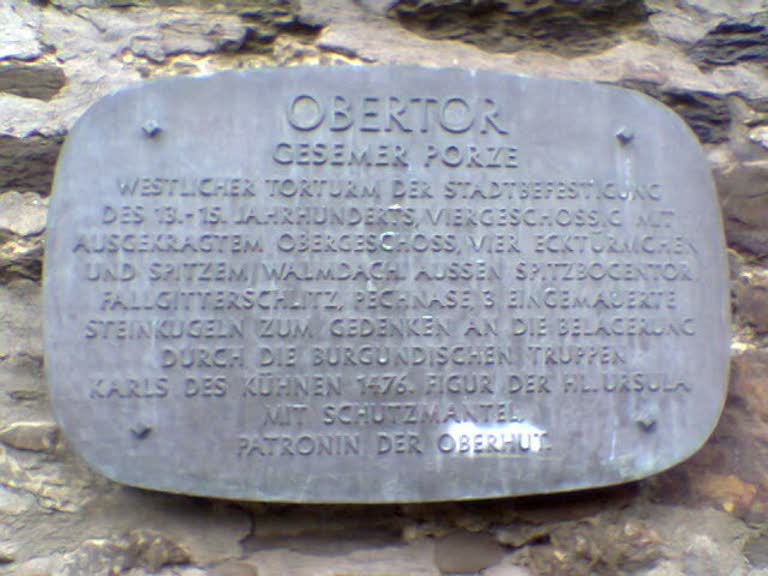 OBERTOR
GESEMER PORZE
WESTLICHER TORTURM DER STADTBEFESTIGUNG
DES 13.-15. JAHRHUNDERTS, VIERGESCHOSSIG MIT
AUSGEKRAGTEM OBERGESCHOSS, VIER ECKTÜRMCHEN
UND SPITZEM WALMDACH. AUSSEN SPITZBOGENTOR,
FALLGITTERSCHLITZ, PECHNASE, 3 EINGEMAUERTE
STEINKUGELN ZUM GEDENKEN AN DIE BELAGERUNG
DURCH DIE BURGUNDISCHEN TRUPPEN
KARLS DES KÜHNEN 1476. FIGUR DER HL. URSULA
MIT SCHUTZMANTEL,
PATRONIN DER OBERHUT.